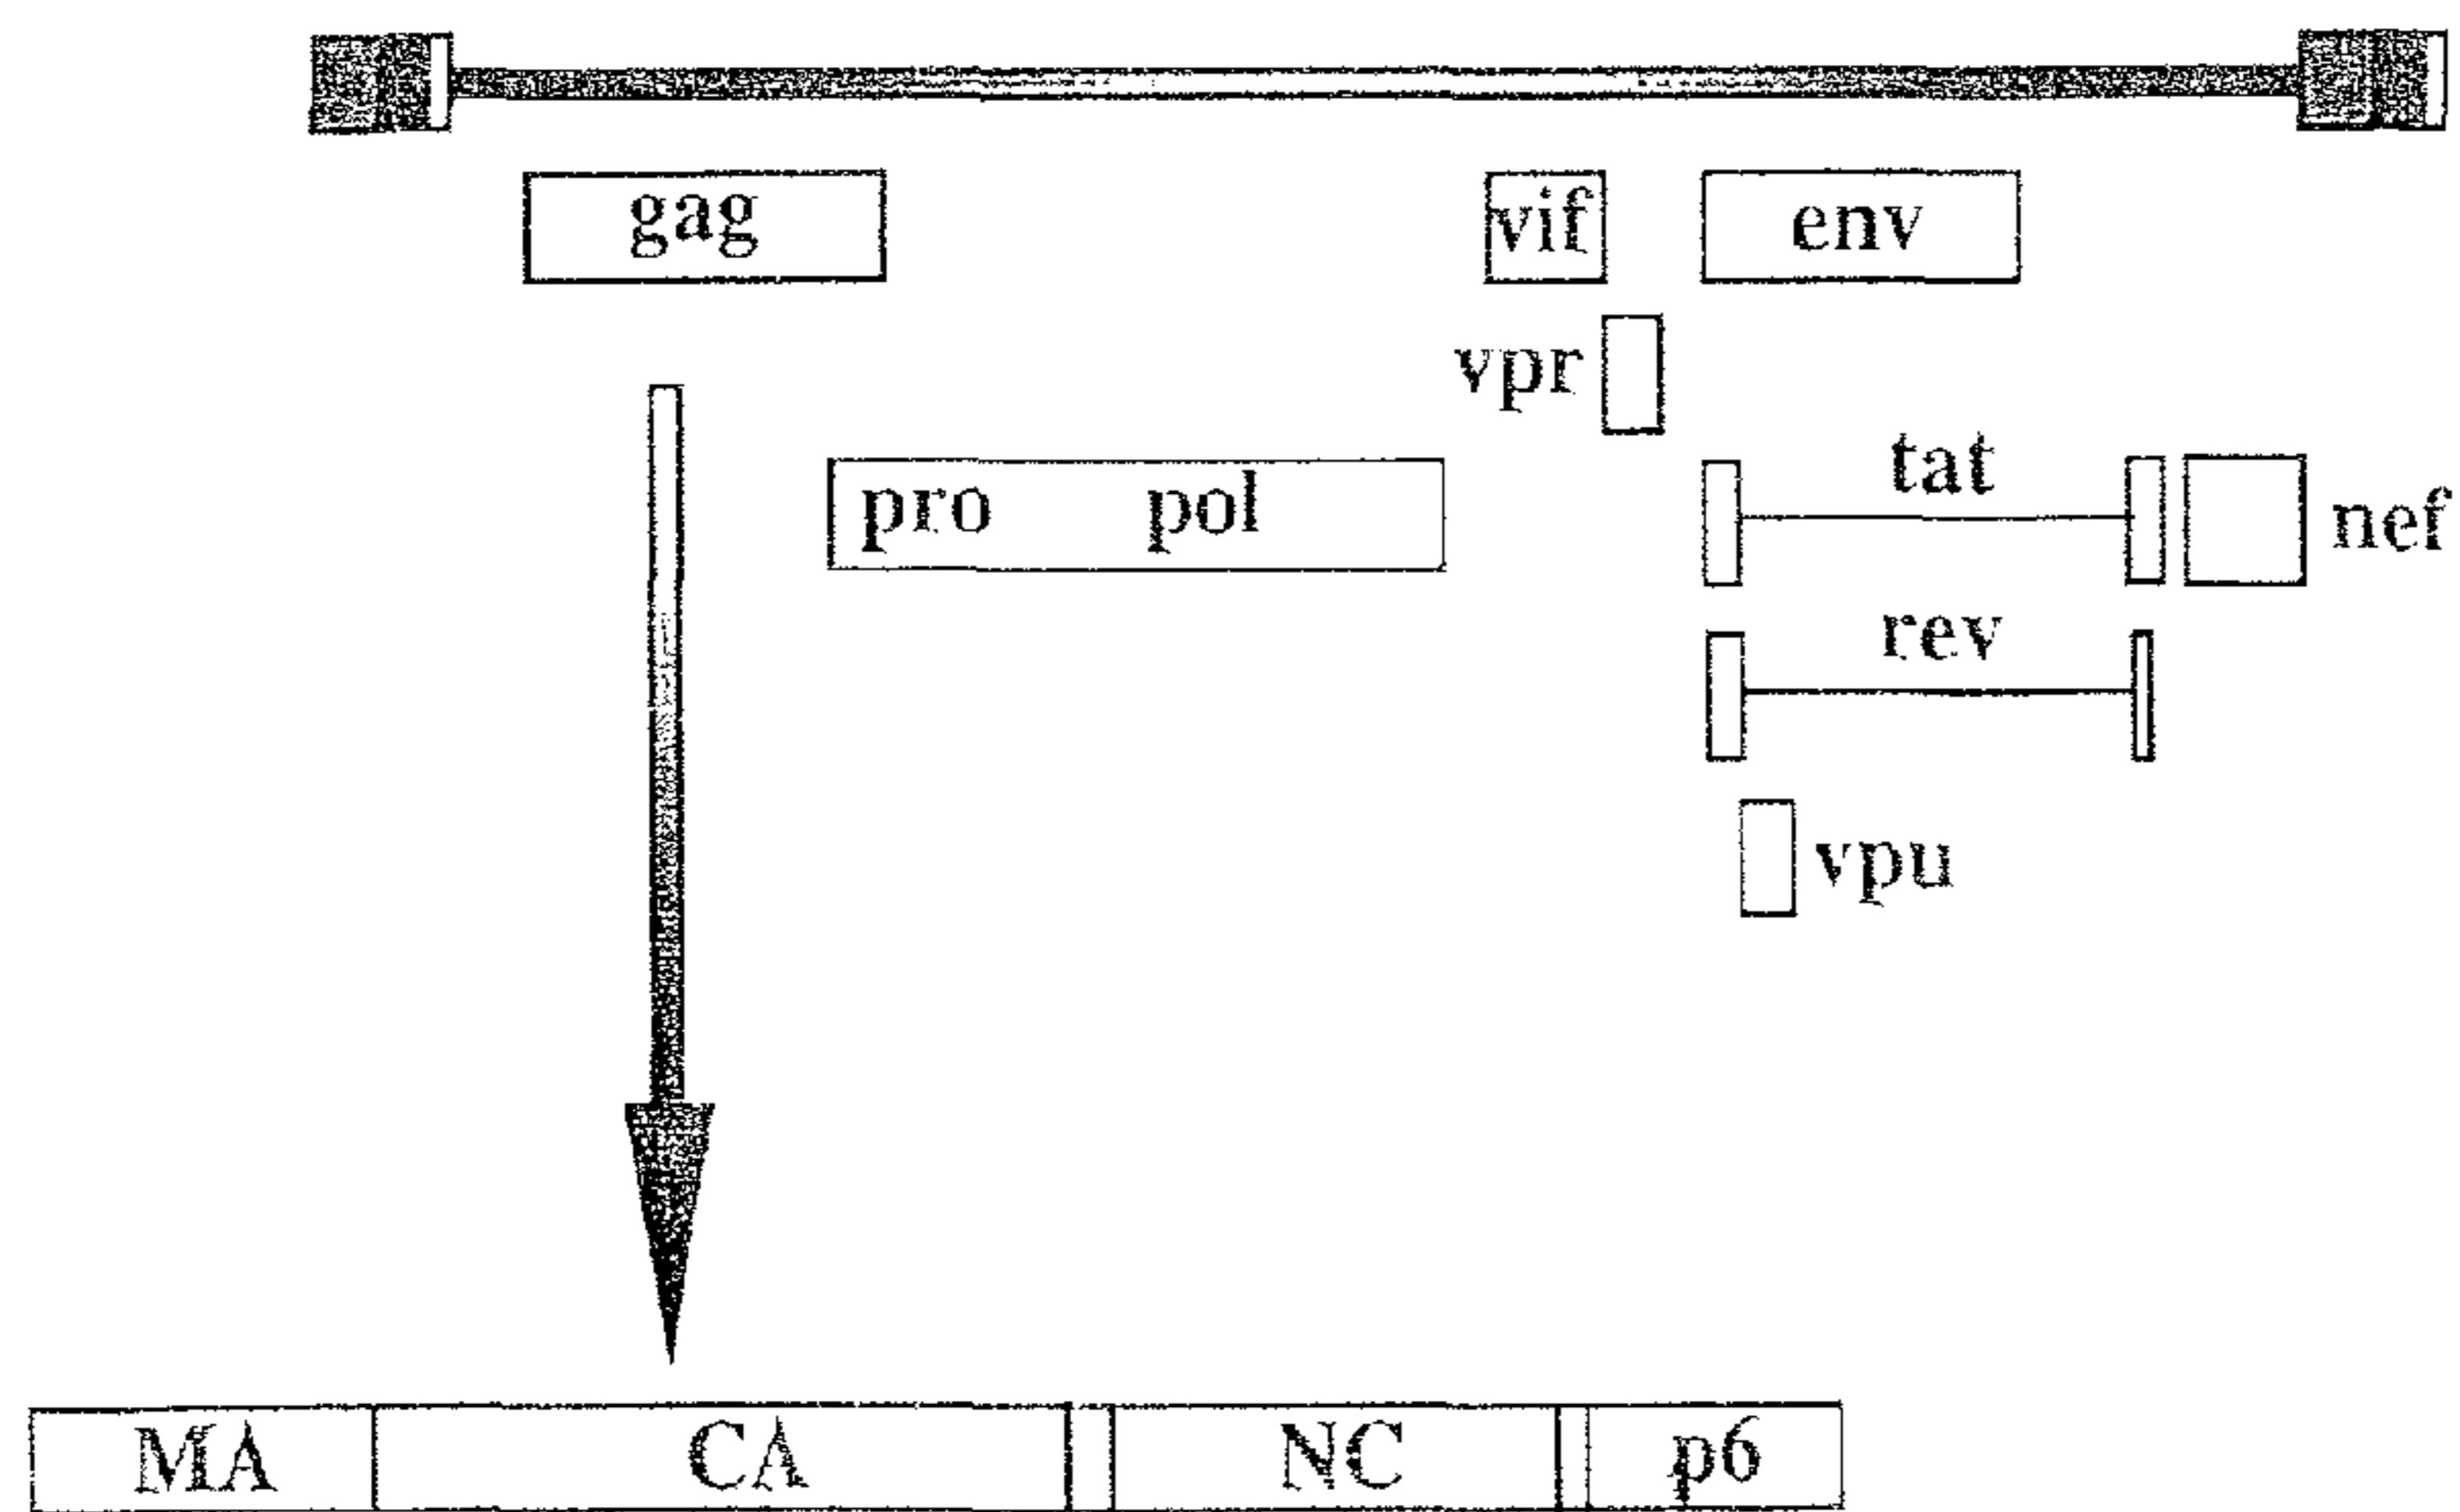 gag vif env
vpr
tat
pro pol nef
rev
vpu
MA CA NC p6